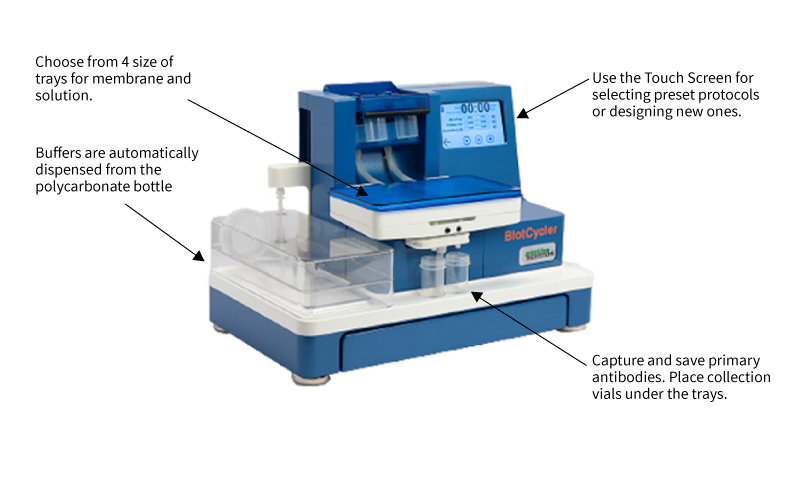 Choose from 4 size of
trays for membrane and
solution.
Use the Touch Screen for
selecting preset protocols
or designing new ones.
Buffers are automatically
dispensed from the
polycarbonate bottle
00:00
BlotCycler
Capture and save primary
antibodies. Place collection
vials under the trays.